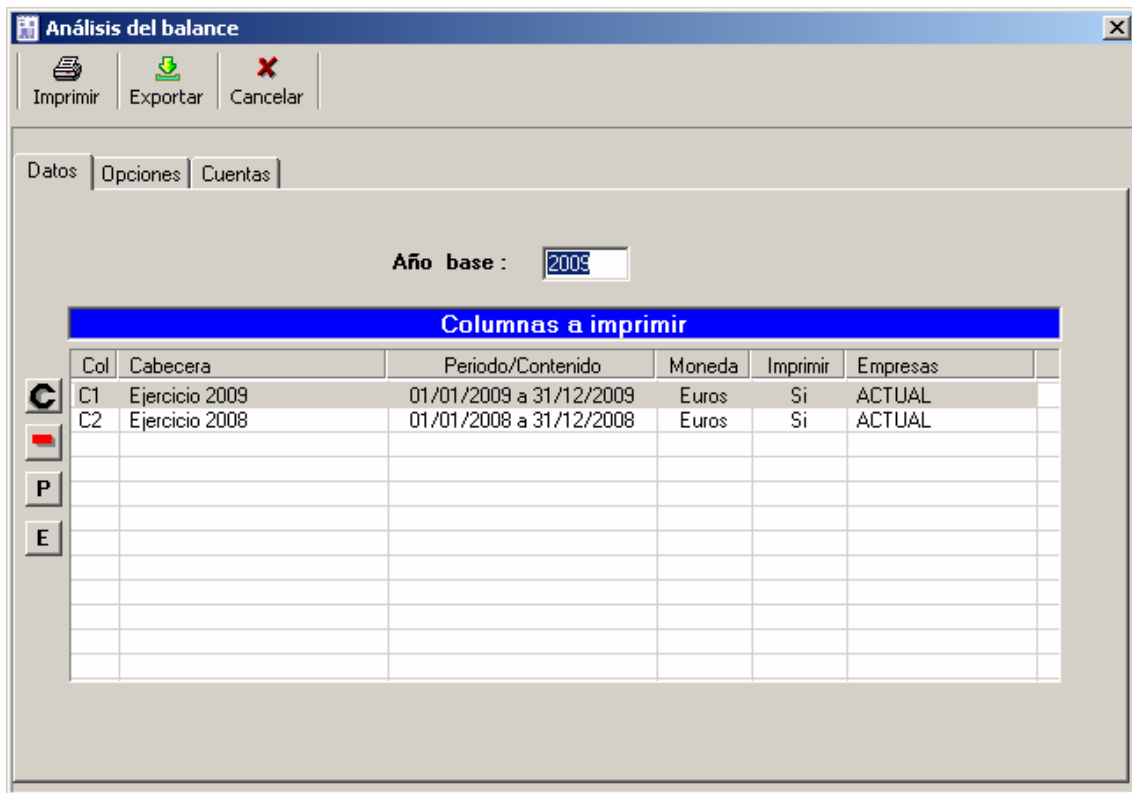 Análisis del balance
Imprimir Exportar Cancelar
Datos Opciones Cuentas
Año base : 2009
Columnas a imprimir
Col Cabecera Periodo/Contenido Moneda Imprimir Empresas
C C1 Ejercicio 2009 01/01/2009 a 31/12/2009 Euros Si ACTUAL
C2 Ejercicio 2008 01/01/2008 a 31/12/2008 Euros Si ACTUAL
P
E